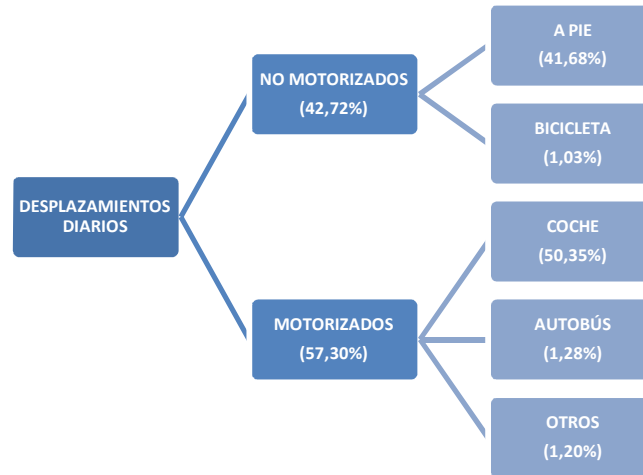 DESPLAZAMIENTOS
DIARIOS
NO MOTORIZADOS
(42,72%)
A PIE
(41,68%)
BICICLETA
(1,03%)
MOTORIZADOS
(57,30%)
COCHE
(50,35%)
AUTOBÚS
(1,28%)
OTROS
(1,20%)